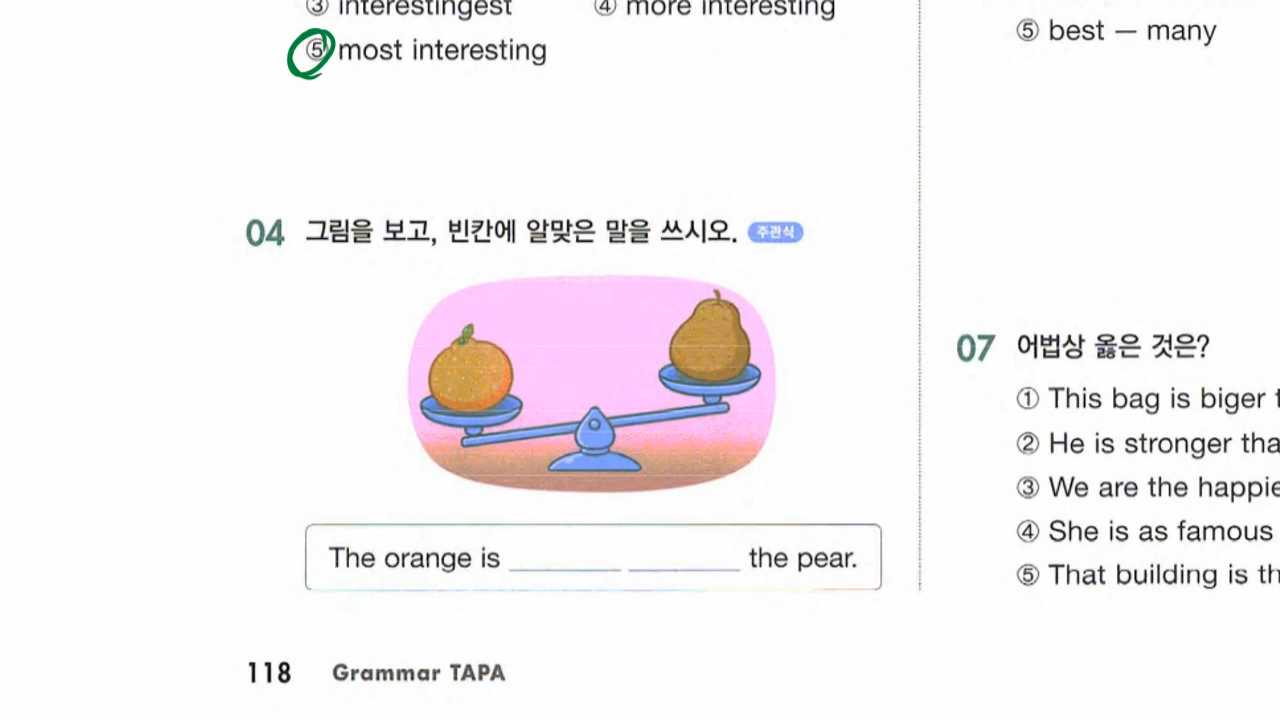 ③ interestingest
④ more interesting
⑤ most interesting
04 그림을 보고, 빈칸에 알맞은 말을 쓰시오. 주관식
The orange is ________ ________ the pear.
118 Grammar TAPA
⑤ best — many
07 어법상 옳은 것은?
① This bag is biger
② He is stronger tha
③ We are the happie
④ She is as famous
⑤ That building is th